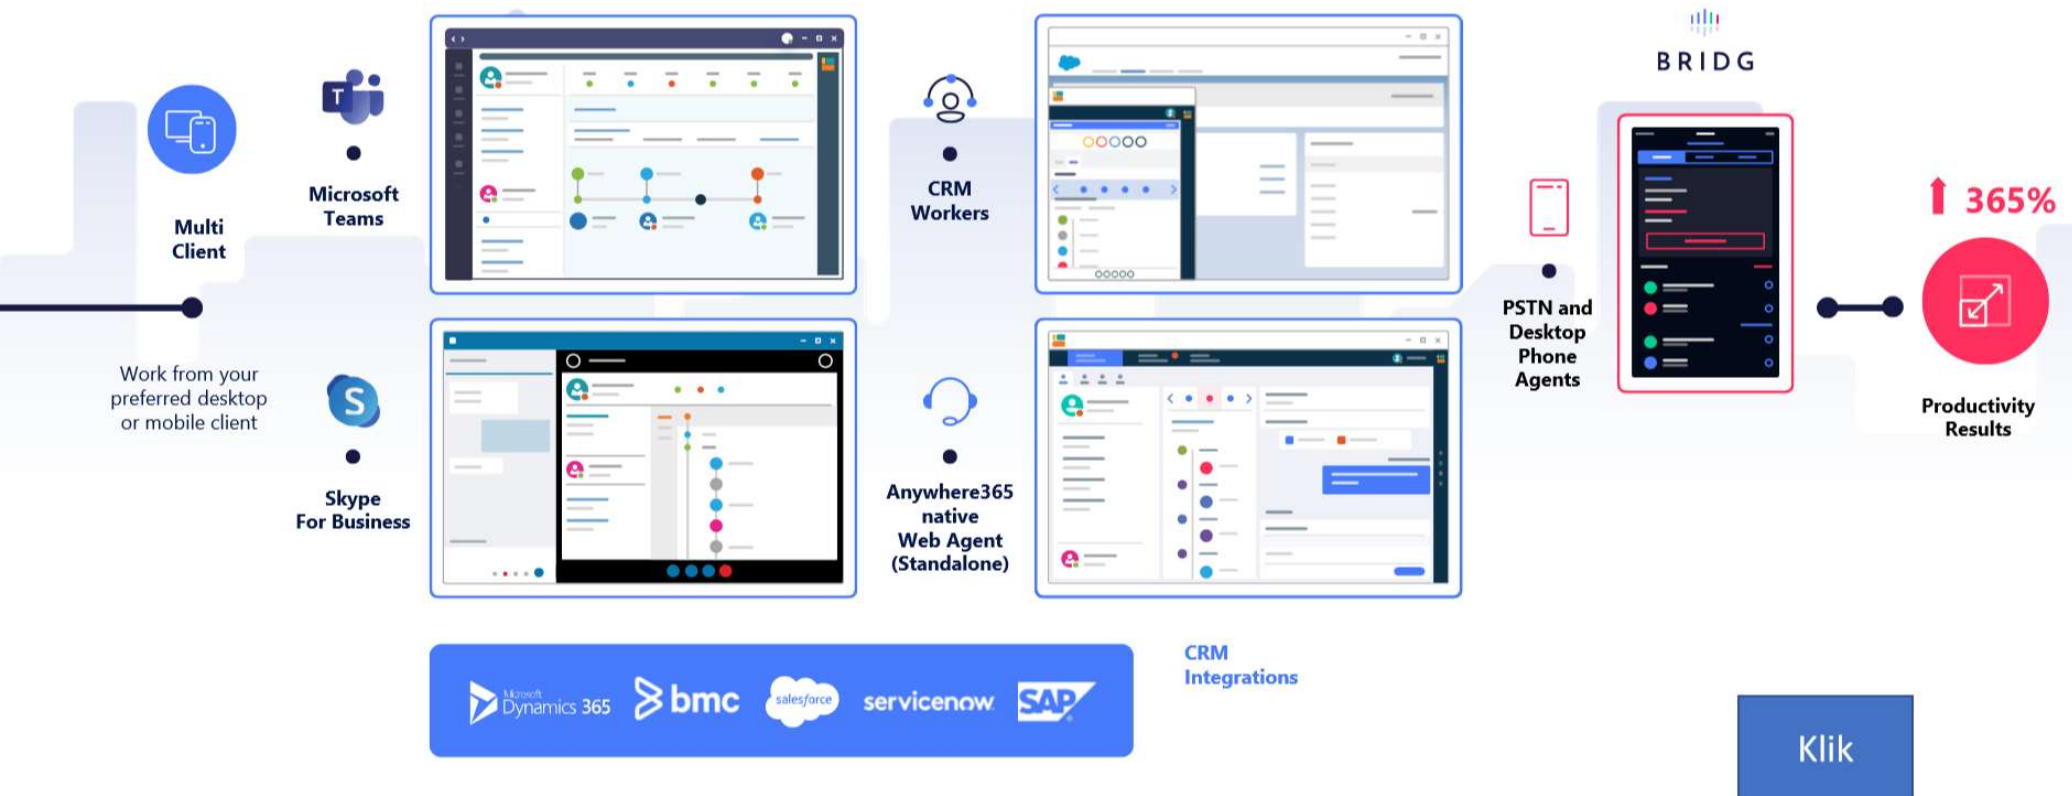 Multi
Client
Work from your
preferred desktop
or mobile client
T
Microsoft
Teams
S
Skype
For Business
CRM
Workers
Anywhere365
native
Web Agent
(Standalone)
BRIDG
PSTN and
Desktop
Phone
Agents
365%
Productivity
Results
Microsoft
Dynamics 365
bmc
salesforce
servicenow
SAP
CRM
Integrations
Klik